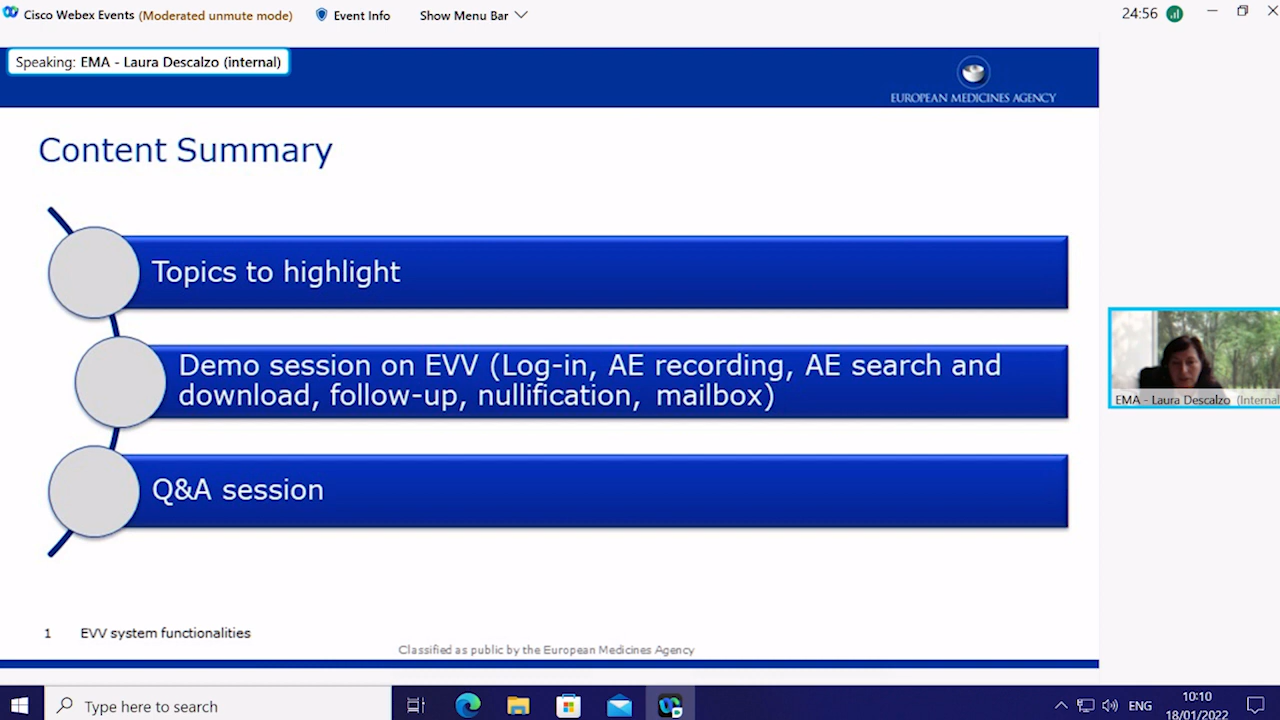 Cisco Webex Events (Moderated unmute mode) Event Info Show Menu Bar 24:56
Speaking: EMA - Laura Descalzo (internal)
EUROPEAN MEDICINES AGENCY
Content Summary
Topics to highlight
Demo session on EVV (Log-in, AE recording, AE search and
download, follow-up, nullification, mailbox)
EMA - Laura Descalzo (Internal
Q&A session
1 EVV system functionalities
Classified as public by the European Medicines Agency
Type here to search
ENG
10:10
18/01/2022